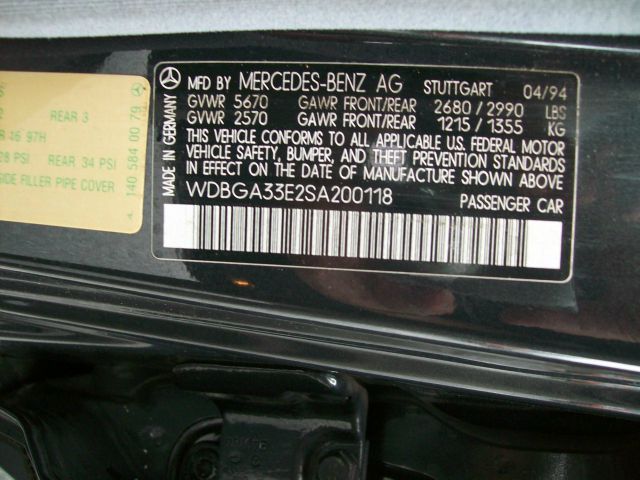 MFD BY MERCEDES-BENZ AG STUTTGART 04/94
GVWR 5670 GAWR FRONT/REAR 2680/2990 LBS
GVWR 2570 GAWR FRONT/REAR 1215/1355 KG
THIS VEHICLE CONFORMS TO ALL APPLICABLE U.S. FEDERAL MOTOR
VEHICLE SAFETY, BUMPER, AND THEFT PREVENTION STANDARDS
IN EFFECT ON THE DATE OF MANUFACTURE SHOWN ABOVE
WDBGA33E2SA200118 PASSENGER CAR
MADE IN GERMANY
REAR 3
46 97H
28 PSI REAR 34 PSI
SIDE FILLER PIPE COVER
A 140 584 80 79